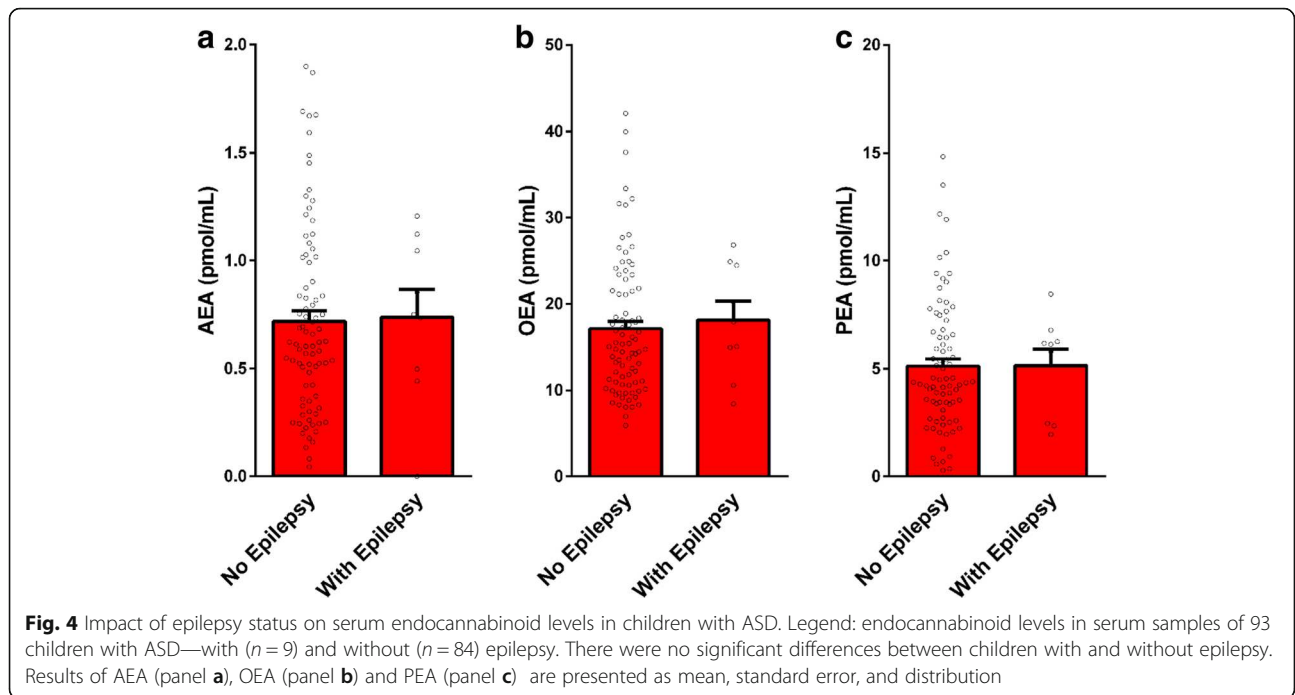 a
2.0
1.5
1.0
0.5
0.0
AEA (pmol/mL)
No Epilepsy
With Epilepsy
b
50
40
30
20
10
0
OEA (pmol/mL)
No Epilepsy
With Epilepsy
c
20
15
10
5
0
PEA (pmol/mL)
No Epilepsy
With Epilepsy
Fig. 4 Impact of epilepsy status on serum endocannabinoid levels in children with ASD. Legend: endocannabinoid levels in serum samples of 93
children with ASD—with (n = 9) and without (n = 84) epilepsy. There were no significant differences between children with and without epilepsy.
Results of AEA (panel a), OEA (panel b) and PEA (panel c) are presented as mean, standard error, and distribution